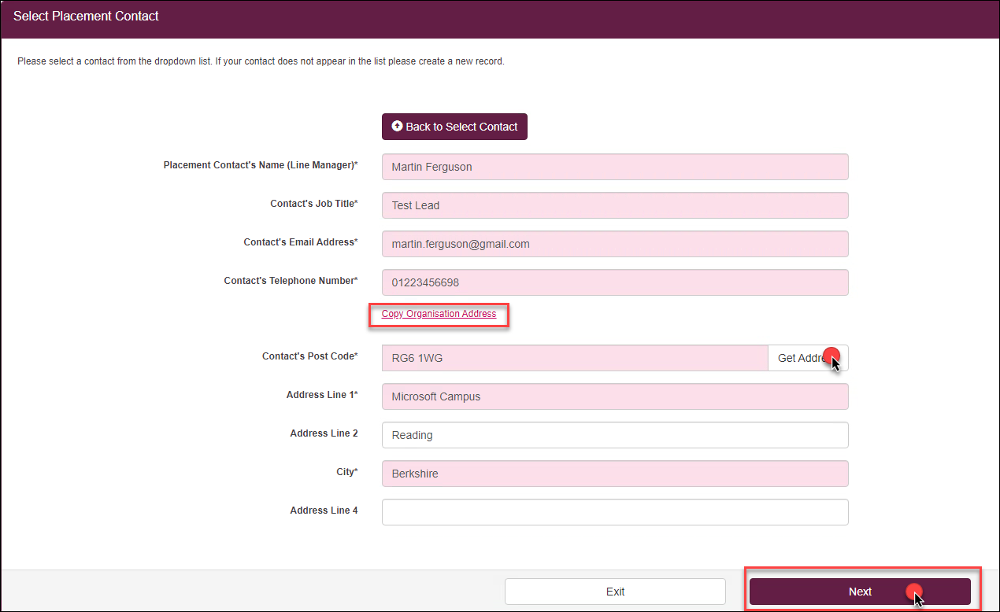 Select Placement Contact
Please select a contact from the dropdown list. If your contact does not appear in the list please create a new record.
Back to Select Contact
Placement Contact's Name (Line Manager)* Martin Ferguson
Contact's Job Title* Test Lead
Contact's Email Address* martin.ferguson@gmail.com
Contact's Telephone Number* 01223456698
Copy Organisation Address
Contact's Post Code* RG6 1WG Get
Address Line 1* Microsoft Campus
Address Line 2 Reading
City* Berkshire
Address Line 4
Exit Next